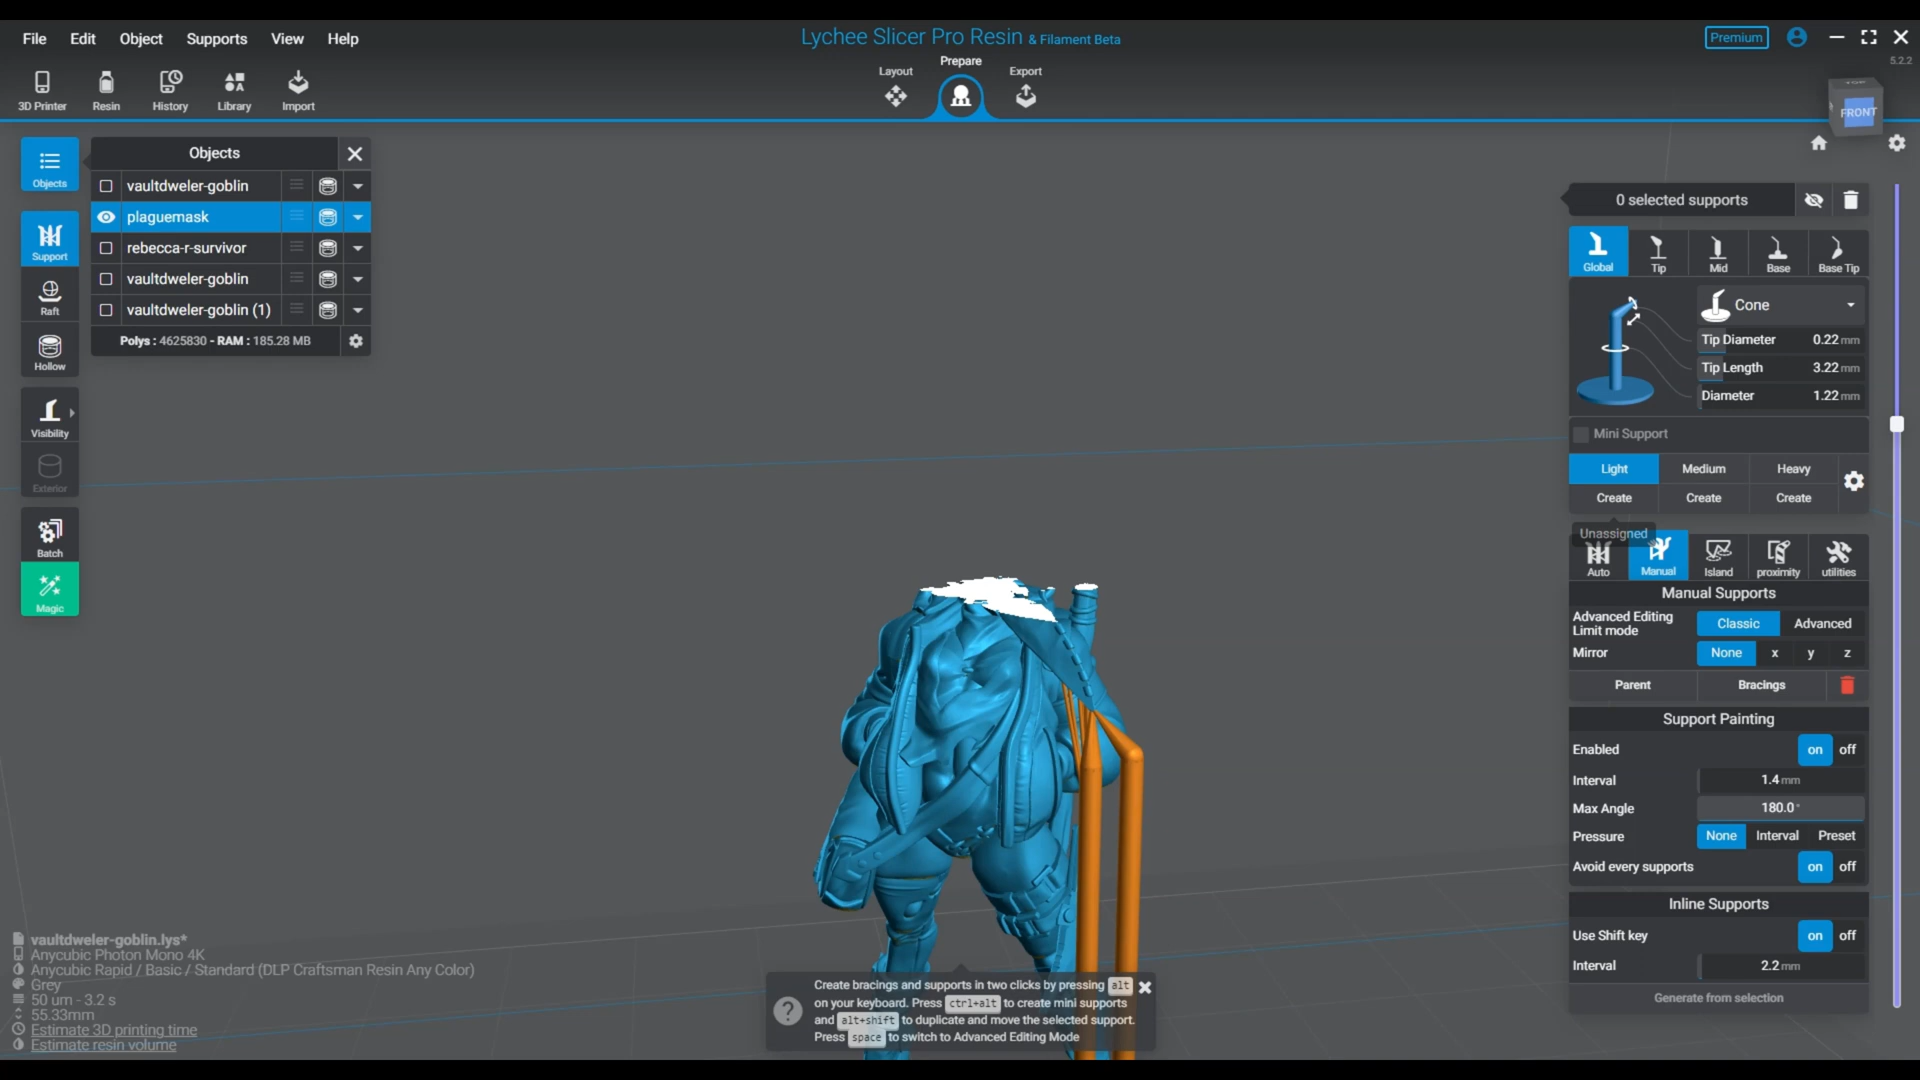 File Edit Object Supports View Help
Lychee Slicer Pro Resin & Filament Beta
Premium
5.2.2
3D Printer Resin History Library Import
Layout Prepare Export
FRONT
Objects
Objects
vaultdweler-goblin
plaguemask
rebecca-r-survivor
vaultdweler-goblin
vaultdweler-goblin (1)
Polys : 4625830 - RAM : 185.28 MB
Support
Raft
Hollow
Visibility
Exterior
Batch
Magic
0 selected supports
Global Tip Mid Base Base Tip
Cone
Tip Diameter 0.22 mm
Tip Length 3.22 mm
Diameter 1.22 mm
Mini Support
Light Medium Heavy
Create Create Create
Unassigned
Auto Manual Island proximity utilities
Manual Supports
Advanced Editing
Limit mode
Classic Advanced
Mirror None x y z
Parent Bracings
Support Painting
Enabled on off
Interval 1.4 mm
Max Angle 180.0 °
Pressure None Interval Preset
Avoid every supports on off
Inline Supports
Use Shift key on off
Interval 2.2 mm
Generate from selection
vaultdweler-goblin.lys*
Anycubic Photon Mono 4K
Anycubic Rapid / Basic / Standard (DLP Craftsman Resin Any Color)
Grey
50 um - 3.2 s
55.33mm
Estimate 3D printing time
Estimate resin volume
Create bracings and supports in two clicks by pressing alt
on your keyboard. Press ctrl+alt to create mini supports
and alt+shift to duplicate and move the selected support.
Press space to switch to Advanced Editing Mode